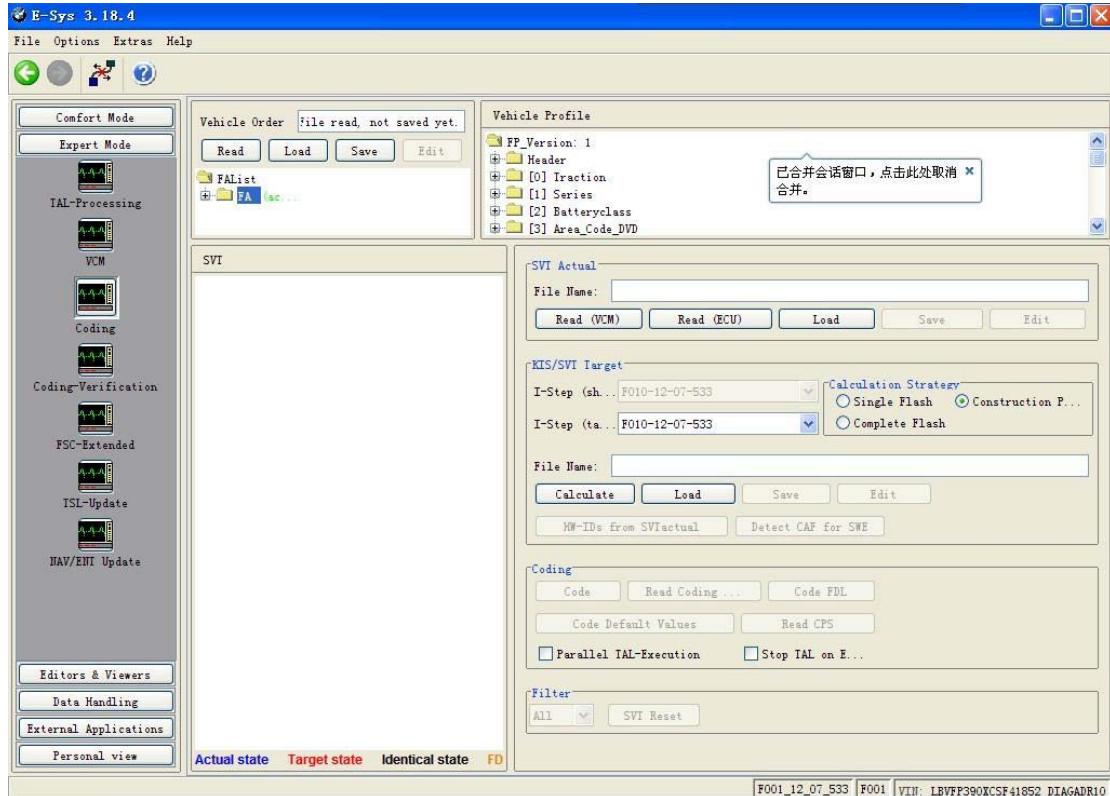 E-Sys 3.18.4
File Options Extras Help
Comfort Mode
Expert Mode
TAL-Processing
VCM
Coding
Coding-Verification
FSC-Extended
TSL-Update
NAV/ENT Update
Editors & Viewers
Data Handling
External Applications
Personal view
Vehicle Order File read, not saved yet.
Read Load Save Edit
FAList
FA (ac...
Vehicle Profile
FP_Version: 1
Header
[0] Traction
[1] Series
[2] Batteryclass
[3] Area_Code_DVD
已合并会话窗口，点击此处取消
合并。
SVT
Actual state Target state Identical state FD
SVT Actual
File Name:
Read (VCM) Read (ECU) Load Save Edit
KIS/SVT Target
I-Step (sh... F010-12-07-533
I-Step (ta... F010-12-07-533
Calculation Strategy
Single Flash Construction P...
Complete Flash
File Name:
Calculate Load Save Edit
HW-IDs from SVTactual Detect CAF for SWE
Coding
Code Read Coding ... Code FDL
Code Default Values Read CPS
Parallel TAL-Execution Stop TAL on E...
Filter
All SVT Reset
F001_12_07_533 F001 VIN: LBVFP390XCSF41852_DIAGADR10